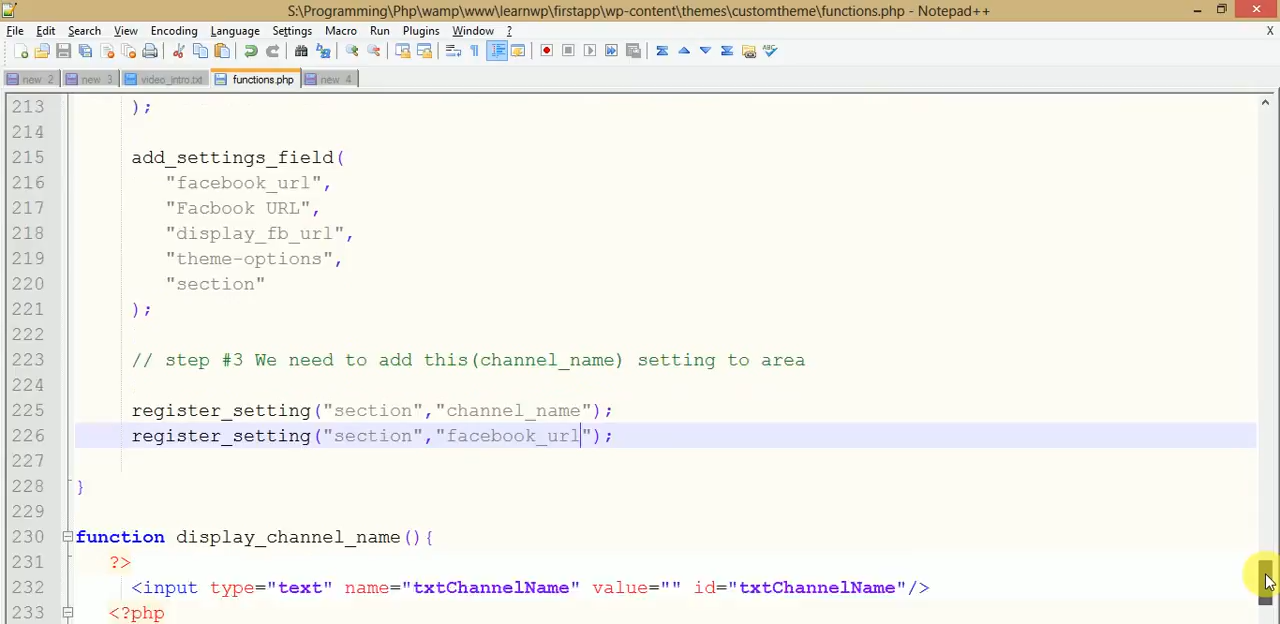 S:\Programming\Php\wamp\www\learnwp\firstapp\wp-content\themes\customtheme\functions.php - Notepad++
File Edit Search View Encoding Language Settings Macro Run Plugins Window ? X
new 2 new 3 video_intro.txt functions.php new 4
213 );
214
215 add_settings_field(
216 "facebook_url",
217 "Facbook URL",
218 "display_fb_url",
219 "theme-options",
220 "section"
221 );
222
223 // step #3 We need to add this(channel_name) setting to area
224
225 register_setting("section","channel_name");
226 register_setting("section","facebook_url");
227
228 }
229
230 function display_channel_name(){
231 ?>
232 <input type="text" name="txtChannelName" value="" id="txtChannelName"/>
233 <?php